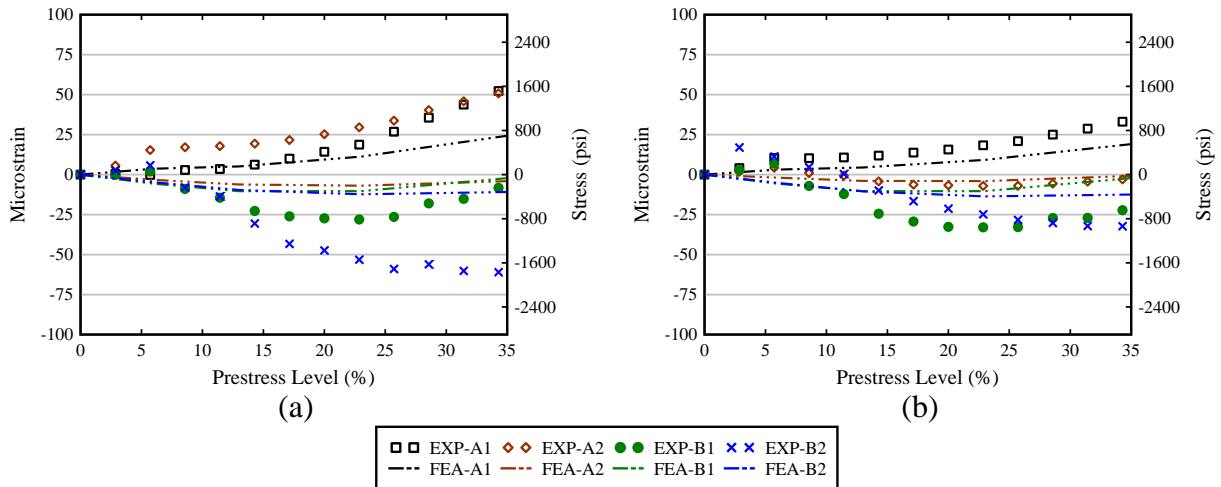 100
75
50
25
0
-25
-50
-75
-100
Microstrain
2400
1600
800
0
-800
-1600
-2400
Stress (psi)
0 5 10 15 20 25 30 35
Prestress Level (%)
(a)
100
75
50
25
0
-25
-50
-75
-100
Microstrain
2400
1600
800
0
-800
-1600
-2400
Stress (psi)
0 5 10 15 20 25 30 35
Prestress Level (%)
(b)
EXP-A1 EXP-A2 EXP-B1 EXP-B2
FEA-A1 FEA-A2 FEA-B1 FEA-B2